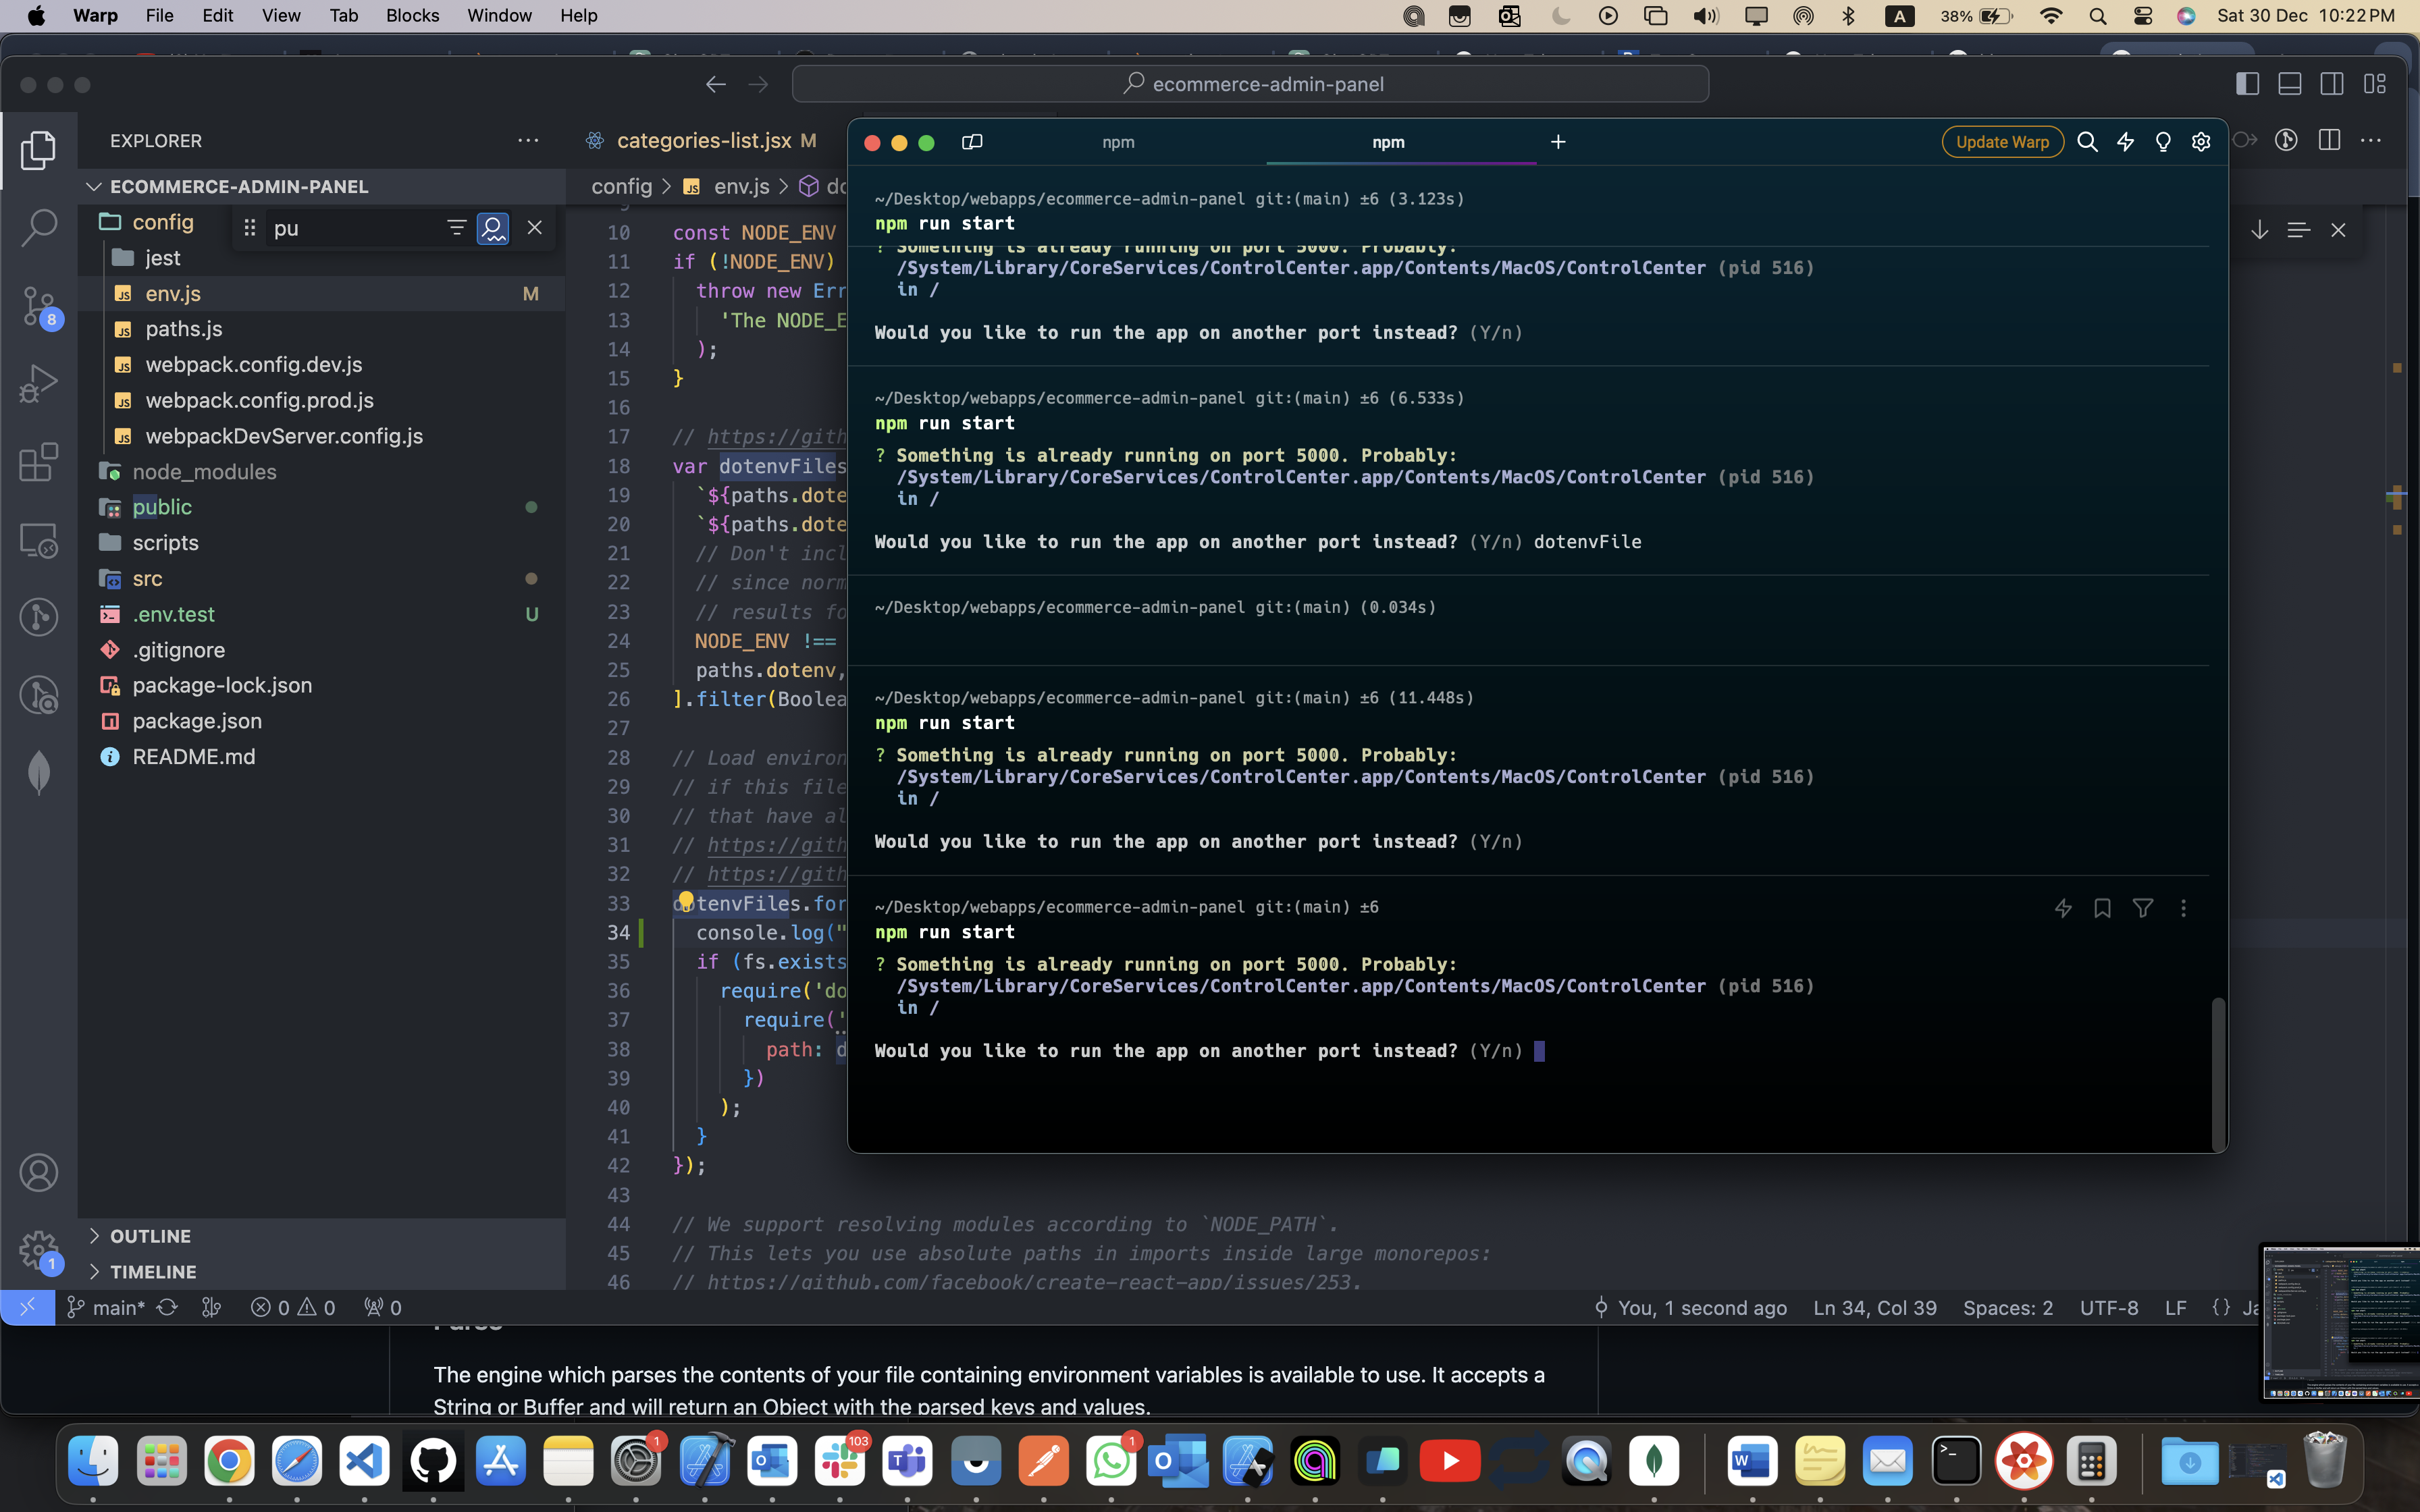 Warp File Edit View Tab Blocks Window Help
A 38% Sat 30 Dec 10:22 PM
ecommerce-admin-panel
EXPLORER
ECOMMERCE-ADMIN-PANEL
config
pu
jest
env.js M
paths.js
webpack.config.dev.js
webpack.config.prod.js
webpackDevServer.config.js
node_modules
public
scripts
src
.env.test U
.gitignore
package-lock.json
package.json
README.md
OUTLINE
TIMELINE
8
1
categories-list.jsx M
config > JS env.js >
10 const NODE_ENV
11 if (!NODE_ENV)
12 throw new Err
13 'The NODE_E
14 );
15 }
16
17 // https://gith
18 var dotenvFiles
19 `${paths.dote
20 `${paths.dote
21 // Don't incl
22 // since norm
23 // results fo
24 NODE_ENV !==
25 paths.dotenv,
26 ].filter(Boolea
27
28 // Load environ
29 // if this file
30 // that have al
31 // https://gith
32 // https://gith
33 dotenvFiles.for
34 console.log("
35 if (fs.exists
36 require('do
37 require('
38 path: d
39 })
40 );
41 }
42 });
43
44 // We support resolving modules according to `NODE_PATH`.
45 // This lets you use absolute paths in imports inside large monorepos:
46 // https://github.com/facebook/create-react-app/issues/253.
npm npm + Update Warp
~/Desktop/webapps/ecommerce-admin-panel git:(main) ±6 (3.123s)
npm run start
? Something is already running on port 5000. Probably:
/System/Library/CoreServices/ControlCenter.app/Contents/MacOS/ControlCenter (pid 516)
in /
Would you like to run the app on another port instead? (Y/n)
~/Desktop/webapps/ecommerce-admin-panel git:(main) ±6 (6.533s)
npm run start
? Something is already running on port 5000. Probably:
/System/Library/CoreServices/ControlCenter.app/Contents/MacOS/ControlCenter (pid 516)
in /
Would you like to run the app on another port instead? (Y/n) dotenvFile
~/Desktop/webapps/ecommerce-admin-panel git:(main) (0.034s)
~/Desktop/webapps/ecommerce-admin-panel git:(main) ±6 (11.448s)
npm run start
? Something is already running on port 5000. Probably:
/System/Library/CoreServices/ControlCenter.app/Contents/MacOS/ControlCenter (pid 516)
in /
Would you like to run the app on another port instead? (Y/n)
~/Desktop/webapps/ecommerce-admin-panel git:(main) ±6
npm run start
? Something is already running on port 5000. Probably:
/System/Library/CoreServices/ControlCenter.app/Contents/MacOS/ControlCenter (pid 516)
in /
Would you like to run the app on another port instead? (Y/n)
main* 0 0 0 You, 1 second ago Ln 34, Col 39 Spaces: 2 UTF-8 LF {} Ja
The engine which parses the contents of your file containing environment variables is available to use. It accepts a
String or Buffer and will return an Object with the parsed keys and values.
1 103 1